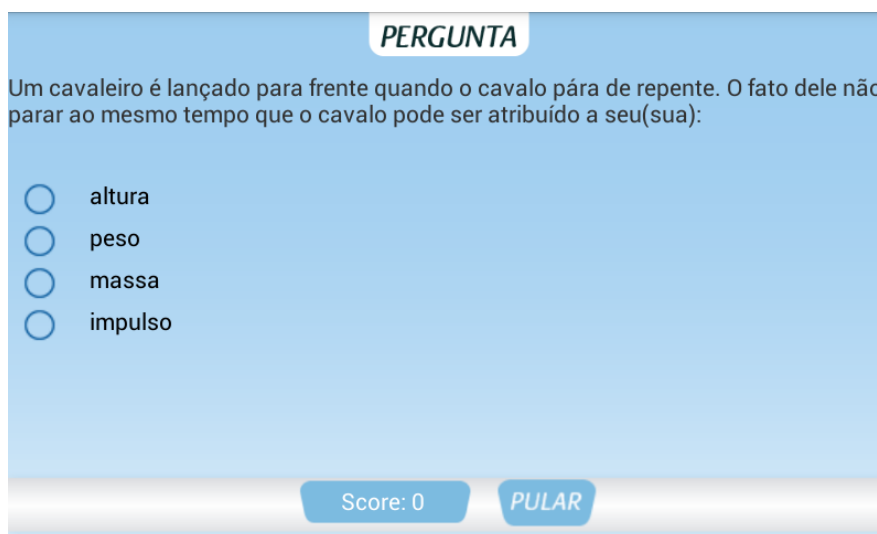 PERGUNTA
Um cavaleiro é lançado para frente quando o cavalo pára de repente. O fato dele não
parar ao mesmo tempo que o cavalo pode ser atribuído a seu(sua):
altura
peso
massa
impulso
Score: 0
PULAR